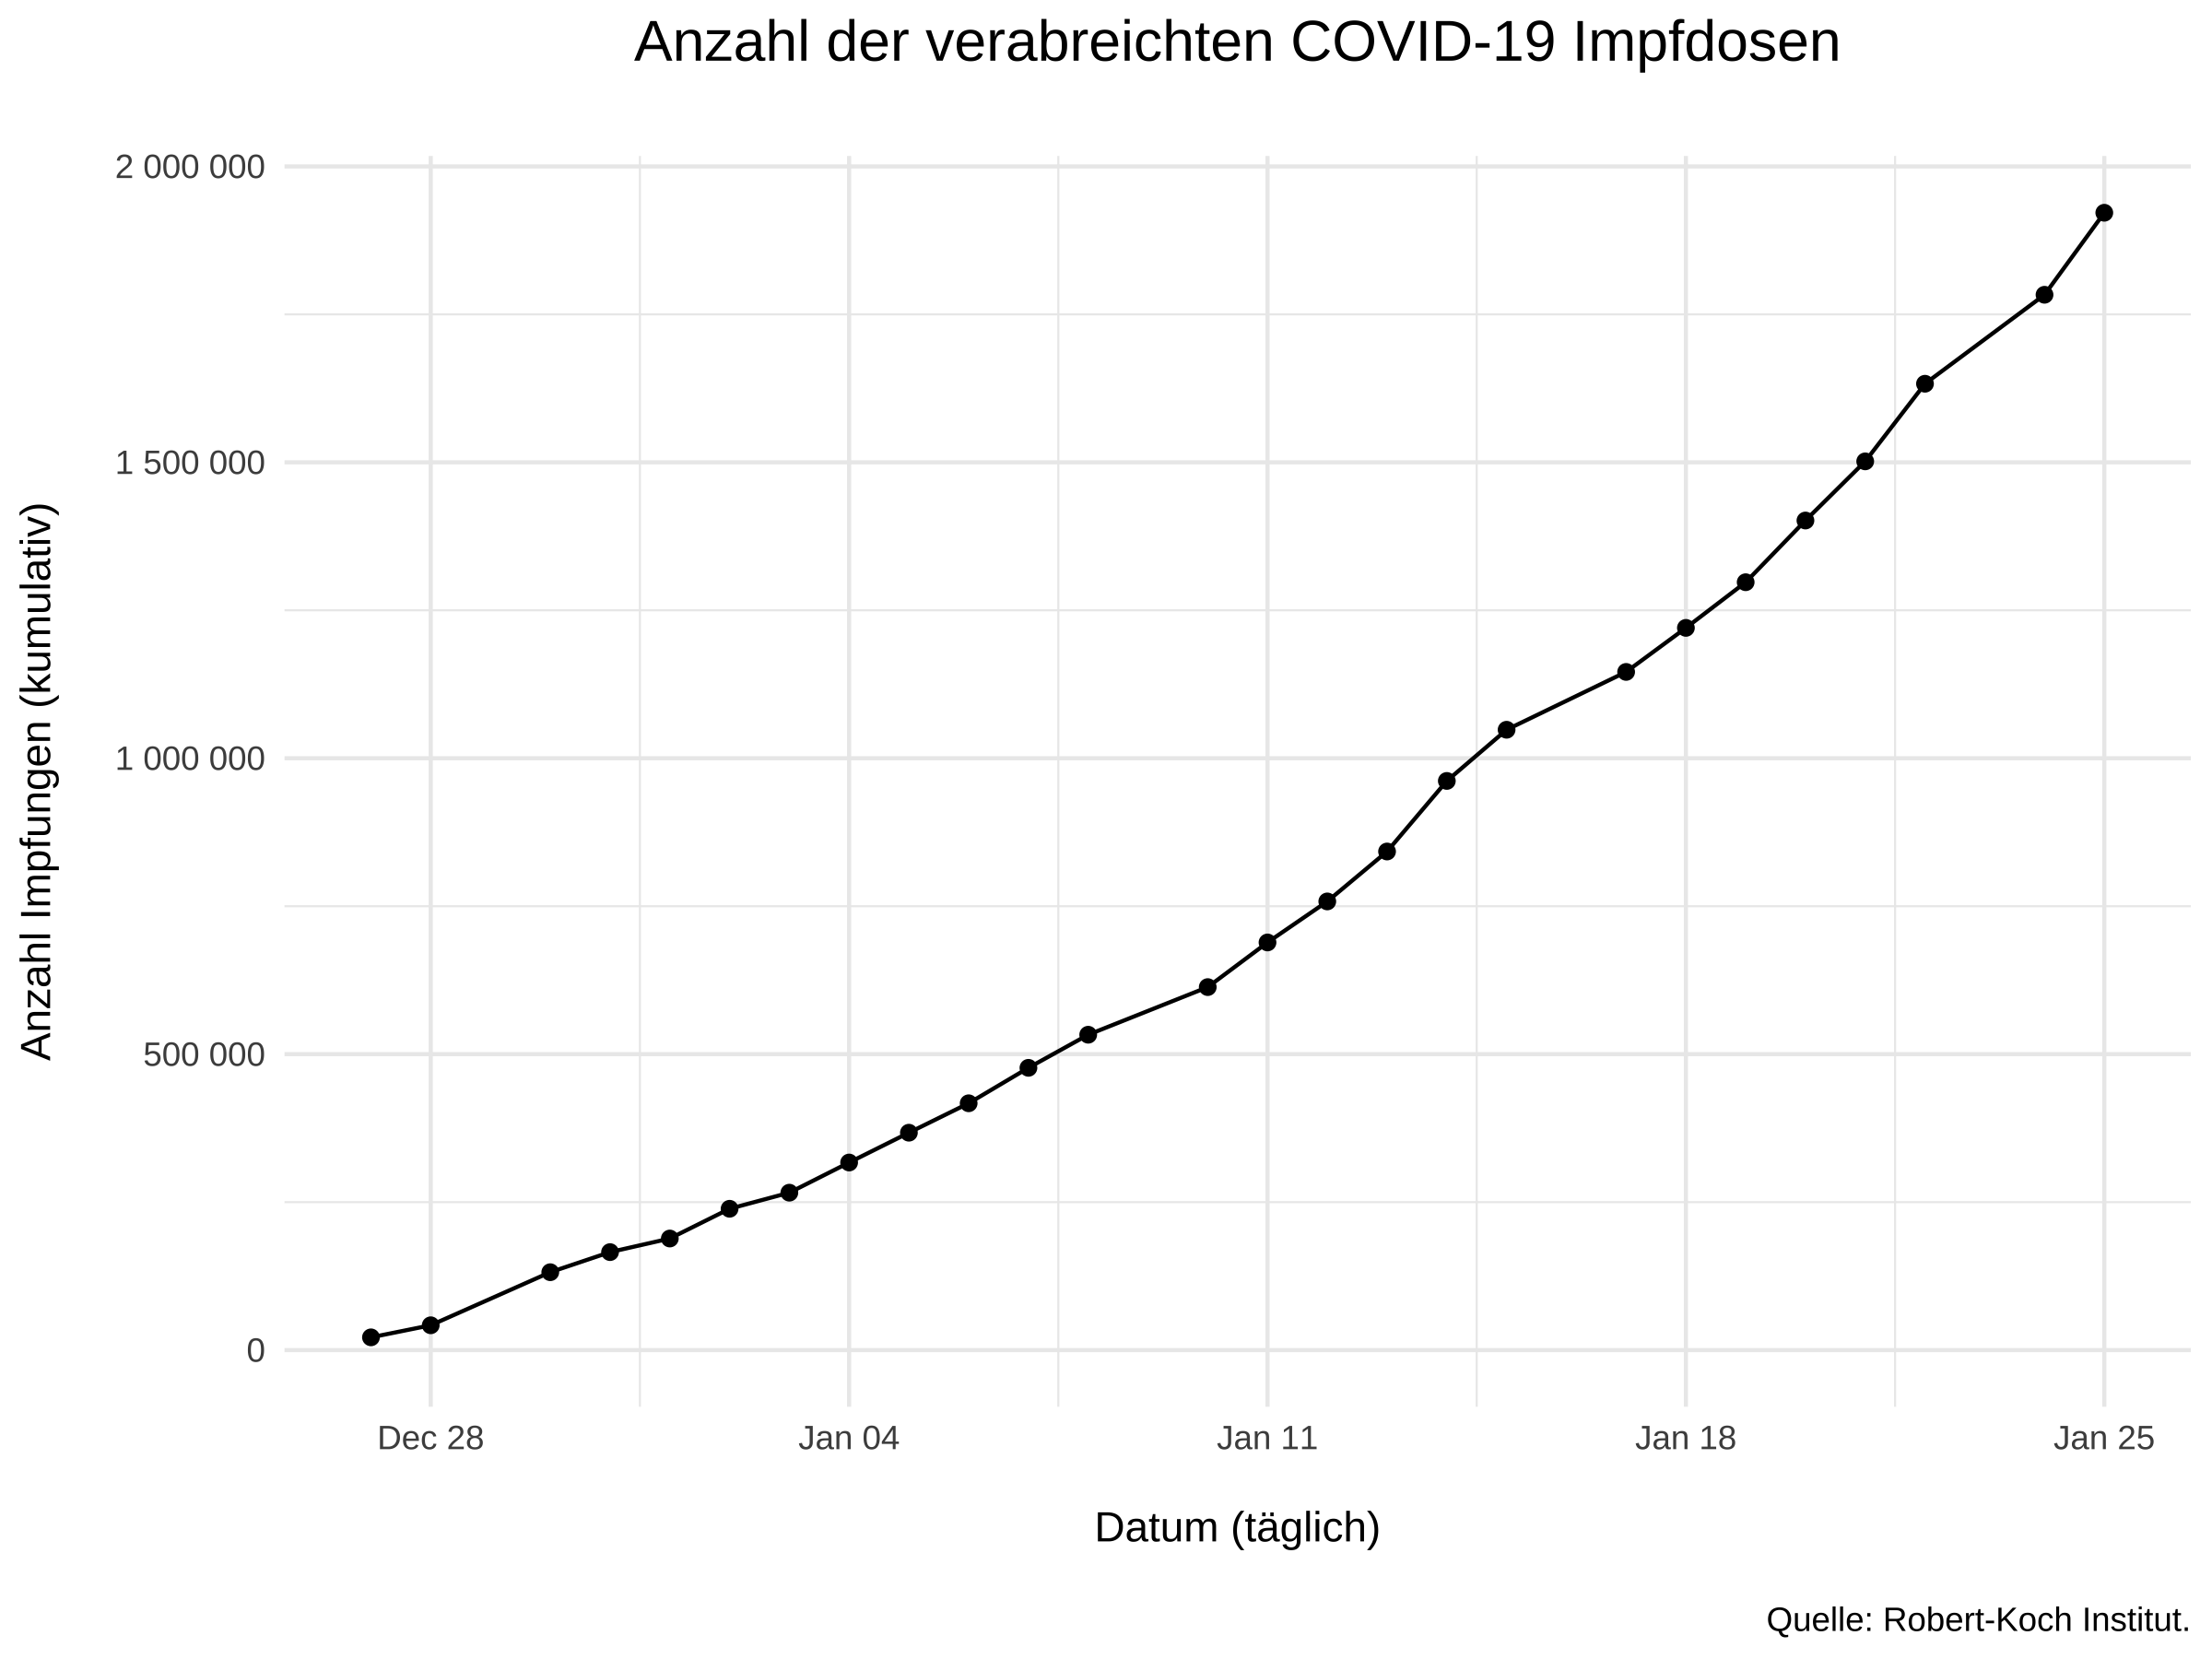 Anzahl der verabreichten COVID-19 Impfdosen
Anzahl Impfungen (kumulativ)
2 000 000
1 500 000
1 000 000
500 000
0
Dec 28
Jan 04
Jan 11
Jan 18
Jan 25
Datum (täglich)
Quelle: Robert-Koch Institut.